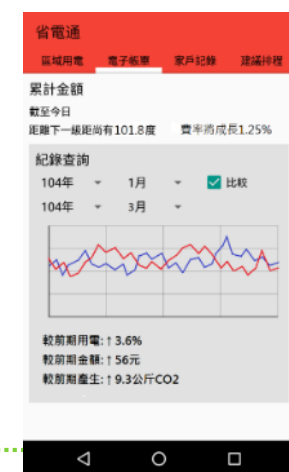 省電通
區域用電 電子帳票 家戶記錄 建議排程
累計金額
截至今日
距離下一級距尚有101.8度 費率將成長1.25%
紀錄查詢
104年 1月 比較
104年 3月
較前期用電:↑3.6%
較前期金額:↑56元
較前期產生:↑9.3公斤CO2